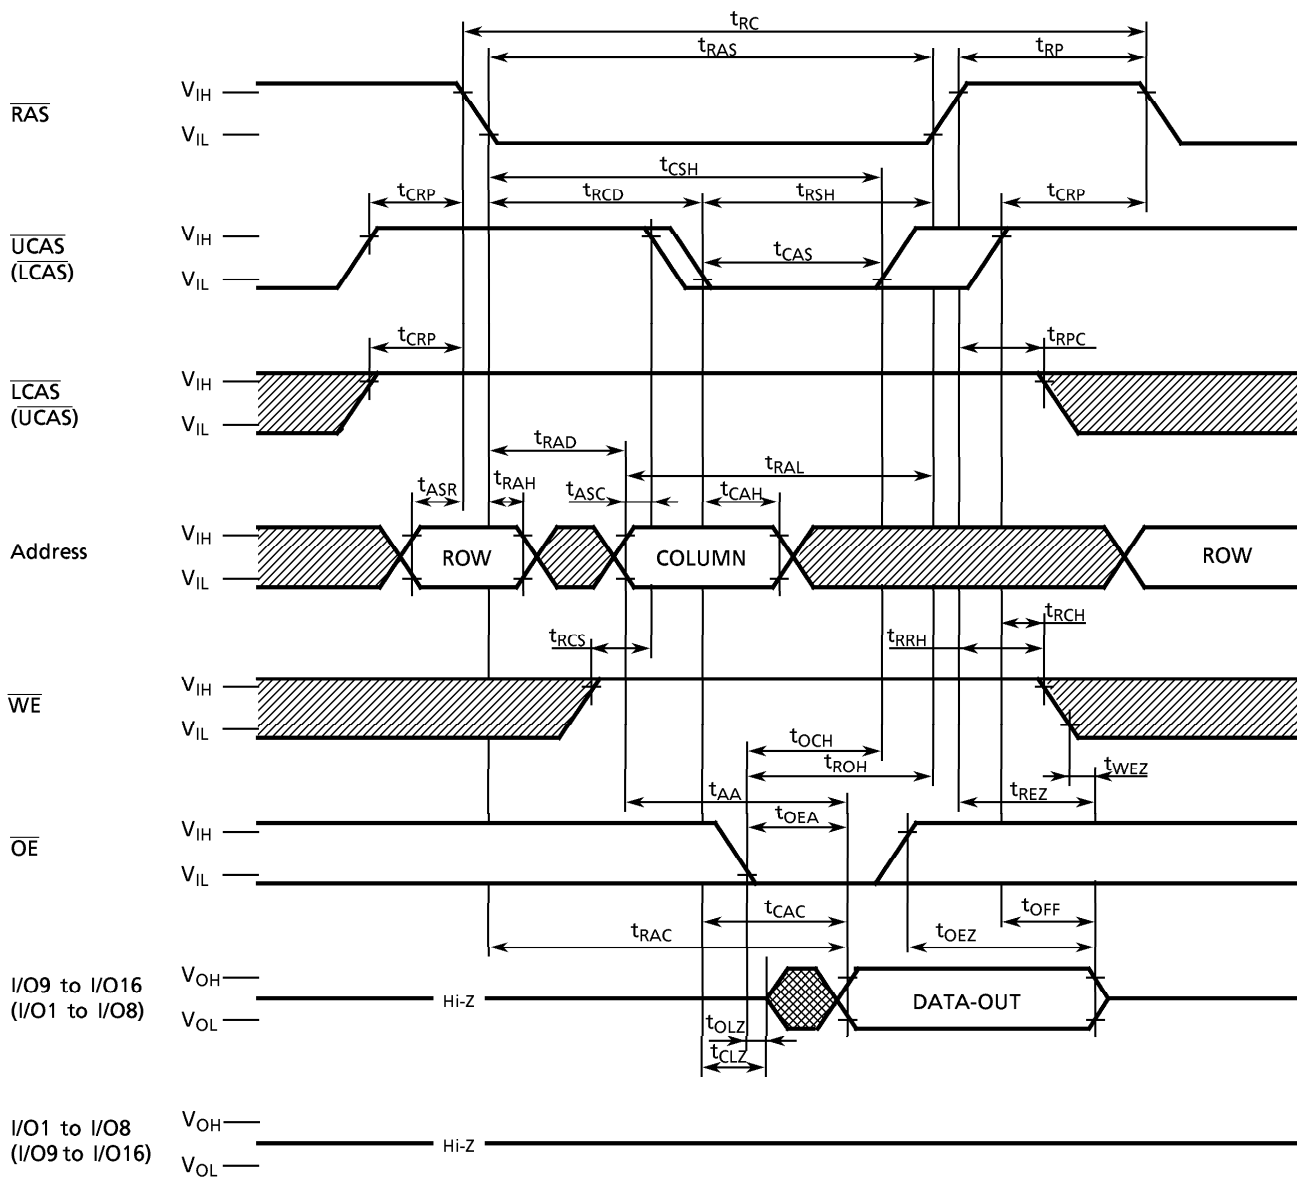 tRC
tRAS tRP
RAS VIH
VIL
tCSH
tCRP tRCD tRSH tCRP
UCAS VIH
(LCAS) VIL
tCAS
tCRP tRPC
LCAS VIH
(UCAS) VIL
tRAD
tRAL
tASR tRAH tASC tCAH
Address VIH
VIL
ROW COLUMN ROW
tRCH
tRCS tRRH
WE VIH
VIL
tOCH
tROH tWEZ
tAA tREZ
tOEA
OE VIH
VIL
tCAC tOFF
tRAC tOEZ
I/O9 to I/O16 VOH
(I/O1 to I/O8) VOL
Hi-Z DATA-OUT
tOLZ
tCLZ
I/O1 to I/O8 VOH
(I/O9 to I/O16) VOL
Hi-Z